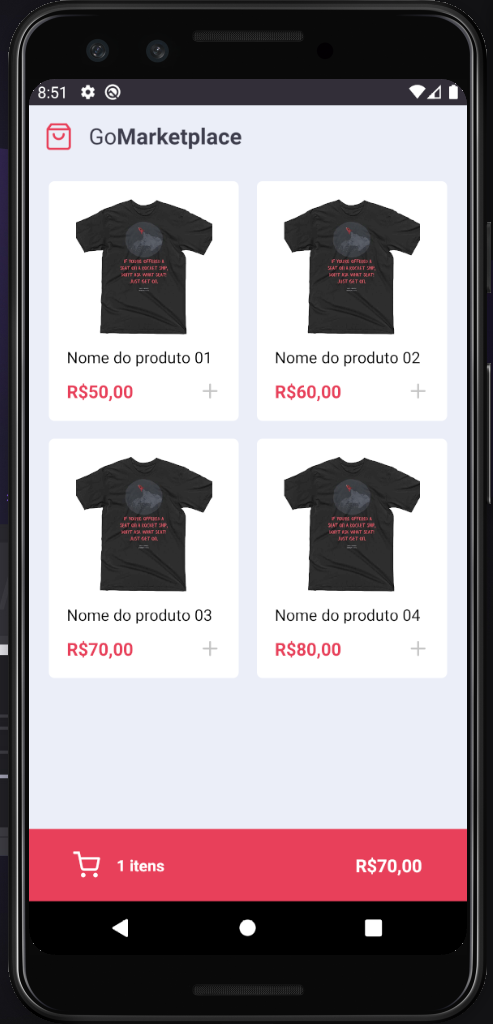 8:51
GoMarketplace
IF YOU'RE OFFERED A
SEAT ON A ROCKET SHIP,
DON'T ASK WHAT SEAT!
JUST GET ON.
IF YOU'RE OFFERED A
SEAT ON A ROCKET SHIP,
DON'T ASK WHAT SEAT!
JUST GET ON.
Nome do produto 01
Nome do produto 02
R$50,00 +
R$60,00 +
IF YOU'RE OFFERED A
SEAT ON A ROCKET SHIP,
DON'T ASK WHAT SEAT!
JUST GET ON.
IF YOU'RE OFFERED A
SEAT ON A ROCKET SHIP,
DON'T ASK WHAT SEAT!
JUST GET ON.
Nome do produto 03
Nome do produto 04
R$70,00 +
R$80,00 +
1 itens
R$70,00